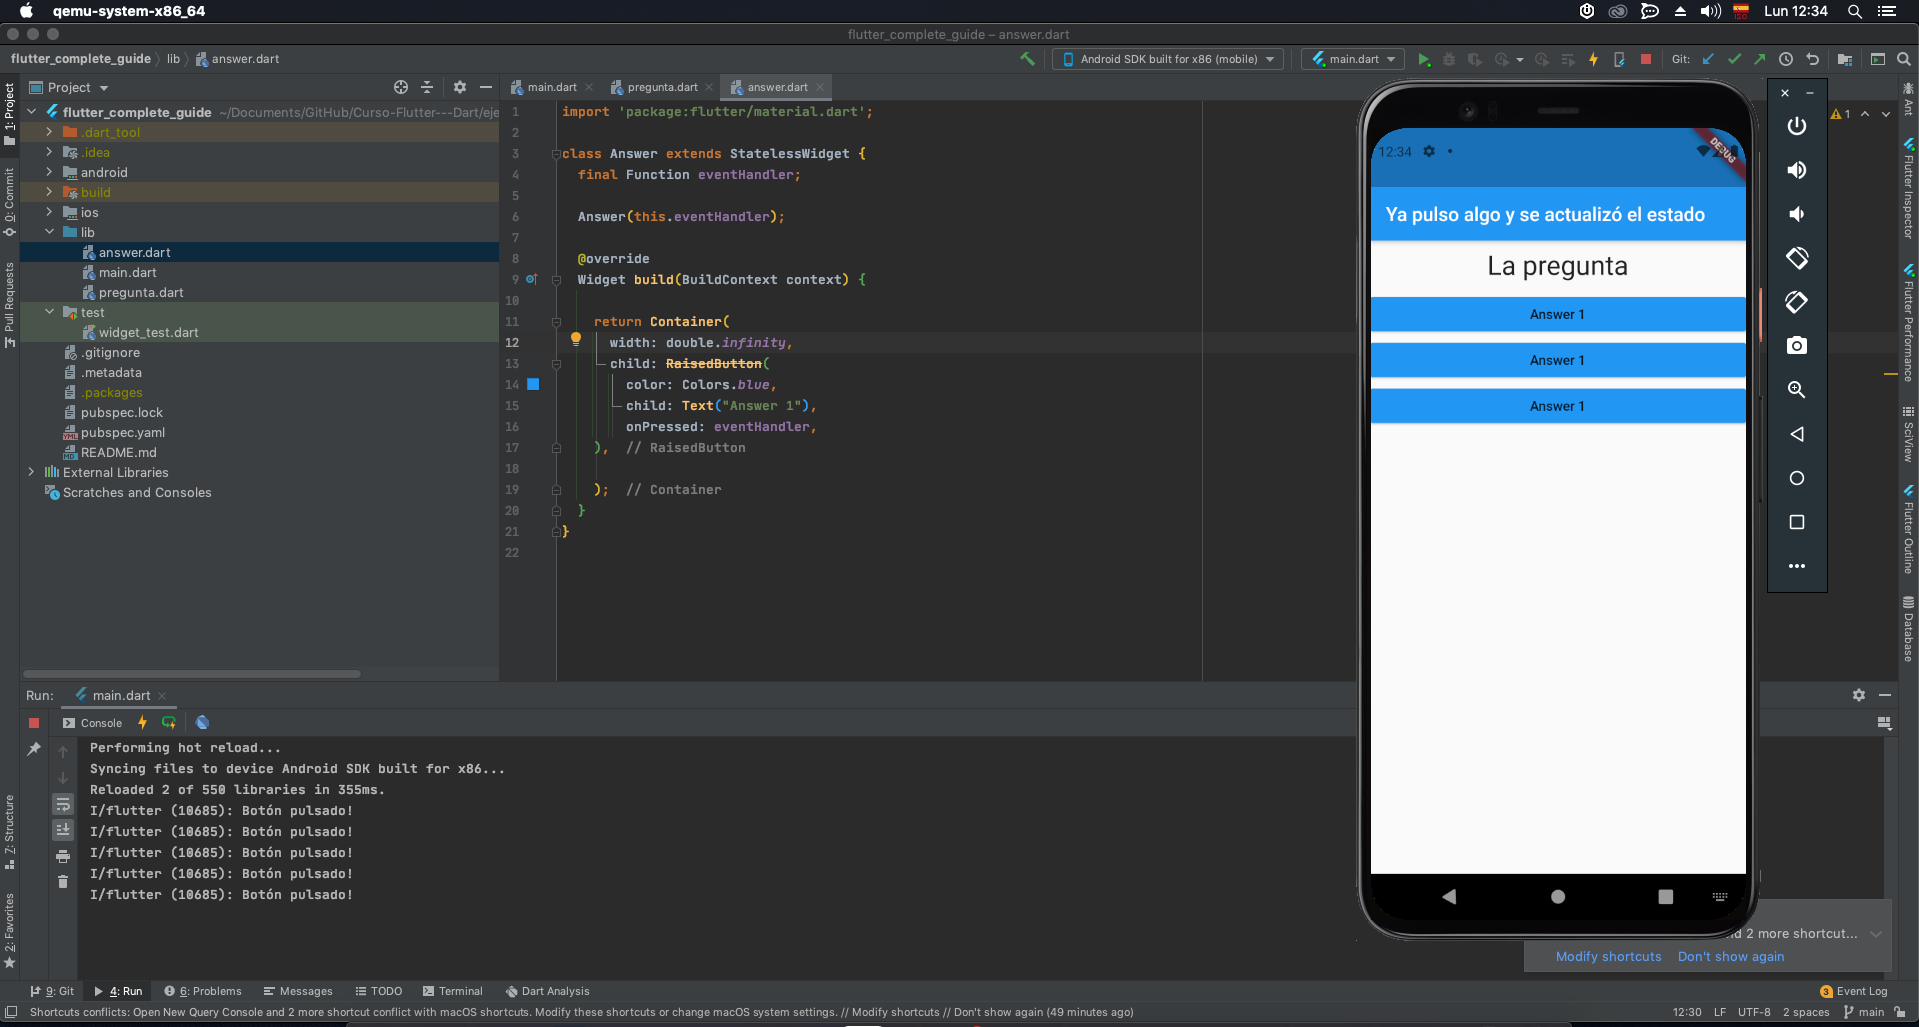 qemu-system-x86_64
ISO
Lun 12:34
flutter_complete_guide – answer.dart
flutter_complete_guide
lib
answer.dart
Android SDK built for x86 (mobile)
main.dart
Git:
1: Project
0: Commit
Pull Requests
7: Structure
2: Favorites
Project
flutter_complete_guide ~/Documents/GitHub/Curso-Flutter---Dart/eje
.dart_tool
.idea
android
build
ios
lib
answer.dart
main.dart
pregunta.dart
test
widget_test.dart
.gitignore
.metadata
.packages
pubspec.lock
pubspec.yaml
README.md
External Libraries
Scratches and Consoles
main.dart
pregunta.dart
answer.dart
1 import 'package:flutter/material.dart';
2
3 class Answer extends StatelessWidget {
4 final Function eventHandler;
5
6 Answer(this.eventHandler);
7
8 @override
9 Widget build(BuildContext context) {
10
11 return Container(
12 width: double.infinity,
13 child: RaisedButton(
14 color: Colors.blue,
15 child: Text("Answer 1"),
16 onPressed: eventHandler,
17 ), // RaisedButton
18
19 ); // Container
20 }
21 }
22
1
12:34
DEBUG
Ya pulso algo y se actualizó el estado
La pregunta
Answer 1
Answer 1
Answer 1
Ant
Flutter Inspector
Flutter Performance
SciView
Flutter Outline
Database
Run:
main.dart
Console
Performing hot reload...
Syncing files to device Android SDK built for x86...
Reloaded 2 of 550 libraries in 355ms.
I/flutter (10685): Botón pulsado!
I/flutter (10685): Botón pulsado!
I/flutter (10685): Botón pulsado!
I/flutter (10685): Botón pulsado!
I/flutter (10685): Botón pulsado!
2 more shortcut...
Modify shortcuts
Don't show again
9: Git
4: Run
6: Problems
Messages
TODO
Terminal
Dart Analysis
3 Event Log
Shortcuts conflicts: Open New Query Console and 2 more shortcut conflict with macOS shortcuts. Modify these shortcuts or change macOS system settings. // Modify shortcuts // Don't show again (49 minutes ago)
12:30
LF
UTF-8
2 spaces
main